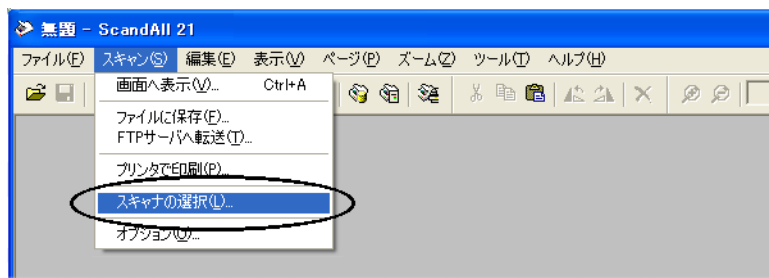 無題 - ScandAll 21
ファイル(F) スキャン(S) 編集(E) 表示(V) ページ(P) ズーム(Z) ツール(T) ヘルプ(H)
画面へ表示(V)... Ctrl+A
ファイルに保存(F)...
FTPサーバへ転送(T)...
プリンタで印刷(P)...
スキャナの選択(L)...
オプション(O)...